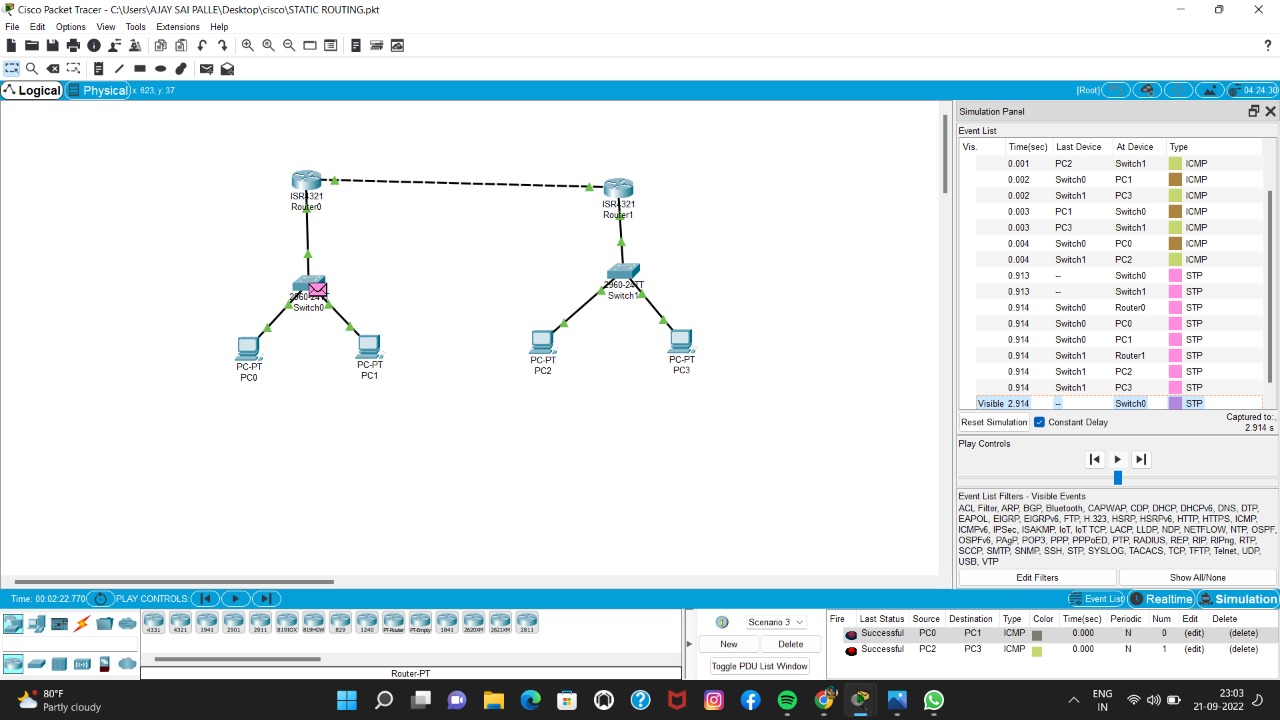 Cisco Packet Tracer - C:\Users\AJAY SAI PALLE\Desktop\cisco\STATIC ROUTING.pkt
File Edit Options View Tools Extensions Help
?
Logical Physical x: 823, y: 37 [Root] 04:24:30
Simulation Panel
Event List
Vis. Time(sec) Last Device At Device Type
0.001 PC2 Switch1 ICMP
0.002 Switch0 PC1 ICMP
0.002 Switch1 PC3 ICMP
0.003 PC1 Switch0 ICMP
0.003 PC3 Switch1 ICMP
0.004 Switch0 PC0 ICMP
0.004 Switch1 PC2 ICMP
0.913 -- Switch0 STP
0.913 -- Switch1 STP
0.914 Switch0 Router0 STP
0.914 Switch0 PC0 STP
0.914 Switch0 PC1 STP
0.914 Switch1 Router1 STP
0.914 Switch1 PC2 STP
0.914 Switch1 PC3 STP
Visible 2.914 -- Switch0 STP
Reset Simulation Constant Delay Captured to:
2.914 s
Play Controls
Event List Filters - Visible Events
ACL Filter, ARP, BGP, Bluetooth, CAPWAP, CDP, DHCP, DHCPv6, DNS, DTP,
EAPOL, EIGRP, EIGRPv6, FTP, H.323, HSRP, HSRPv6, HTTP, HTTPS, ICMP,
ICMPv6, IPSec, ISAKMP, IoT, IoT TCP, LACP, LLDP, NDP, NETFLOW, NTP, OSPF,
OSPFv6, PAgP, POP3, PPP, PPPoED, PTP, RADIUS, REP, RIP, RIPng, RTP,
SCCP, SMTP, SNMP, SSH, STP, SYSLOG, TACACS, TCP, TFTP, Telnet, UDP,
USB, VTP
Edit Filters Show All/None
ISR4321
Router0
ISR4321
Router1
2960-24TT
Switch0
2960-24TT
Switch1
PC-PT
PC0
PC-PT
PC1
PC-PT
PC2
PC-PT
PC3
Time: 00:02:22.770 PLAY CONTROLS: Event List Realtime Simulation
4331 4321 1941 2901 2911 819IOX 819HGW 829 1240 PT-Router PT-Empty 1841 2620XM 2621XM 2811
Router-PT
Scenario 3
New Delete
Toggle PDU List Window
Fire Last Status Source Destination Type Color Time(sec) Periodic Num Edit Delete
Successful PC0 PC1 ICMP 0.000 N 0 (edit) (delete)
Successful PC2 PC3 ICMP 0.000 N 1 (edit) (delete)
80°F
Partly cloudy
ENG
IN
23:03
21-09-2022